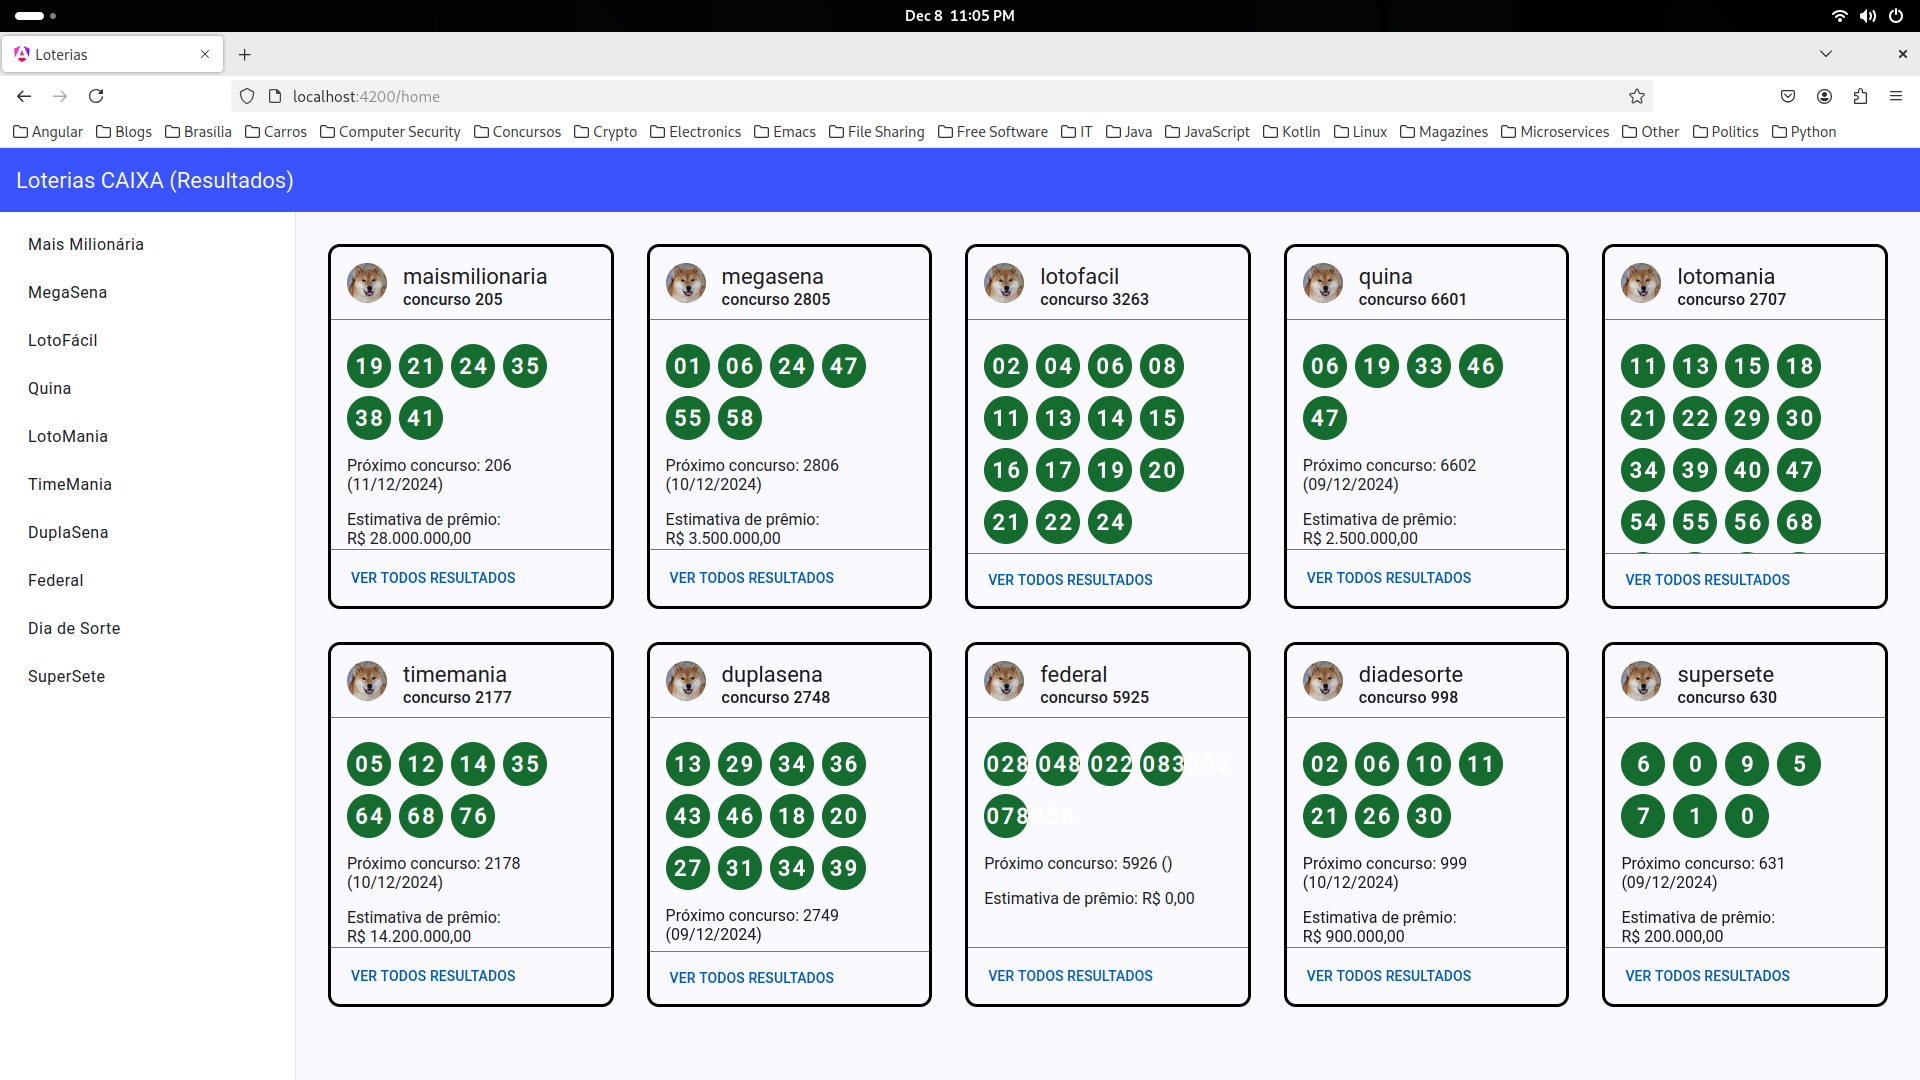 Dec 8 11:05 PM
Loterias
localhost:4200/home
Angular Blogs Brasília Carros Computer Security Concursos Crypto Electronics Emacs File Sharing Free Software IT Java JavaScript Kotlin Linux Magazines Microservices Other Politics Python
Loterias CAIXA (Resultados)
Mais Milionária
MegaSena
LotoFácil
Quina
LotoMania
TimeMania
DuplaSena
Federal
Dia de Sorte
SuperSete
maismilionaria
concurso 205
19 21 24 35
38 41
Próximo concurso: 206
(11/12/2024)
Estimativa de prêmio:
R$ 28.000.000,00
VER TODOS RESULTADOS
megasena
concurso 2805
01 06 24 47
55 58
Próximo concurso: 2806
(10/12/2024)
Estimativa de prêmio:
R$ 3.500.000,00
VER TODOS RESULTADOS
lotofacil
concurso 3263
02 04 06 08
11 13 14 15
16 17 19 20
21 22 24
VER TODOS RESULTADOS
quina
concurso 6601
06 19 33 46
47
Próximo concurso: 6602
(09/12/2024)
Estimativa de prêmio:
R$ 2.500.000,00
VER TODOS RESULTADOS
lotomania
concurso 2707
11 13 15 18
21 22 29 30
34 39 40 47
54 55 56 68
VER TODOS RESULTADOS
timemania
concurso 2177
05 12 14 35
64 68 76
Próximo concurso: 2178
(10/12/2024)
Estimativa de prêmio:
R$ 14.200.000,00
VER TODOS RESULTADOS
duplasena
concurso 2748
13 29 34 36
43 46 18 20
27 31 34 39
Próximo concurso: 2749
(09/12/2024)
VER TODOS RESULTADOS
federal
concurso 5925
028 048 022 083392
078356
Próximo concurso: 5926 ()
Estimativa de prêmio: R$ 0,00
VER TODOS RESULTADOS
diadesorte
concurso 998
02 06 10 11
21 26 30
Próximo concurso: 999
(10/12/2024)
Estimativa de prêmio:
R$ 900.000,00
VER TODOS RESULTADOS
supersete
concurso 630
6 0 9 5
7 1 0
Próximo concurso: 631
(09/12/2024)
Estimativa de prêmio:
R$ 200.000,00
VER TODOS RESULTADOS